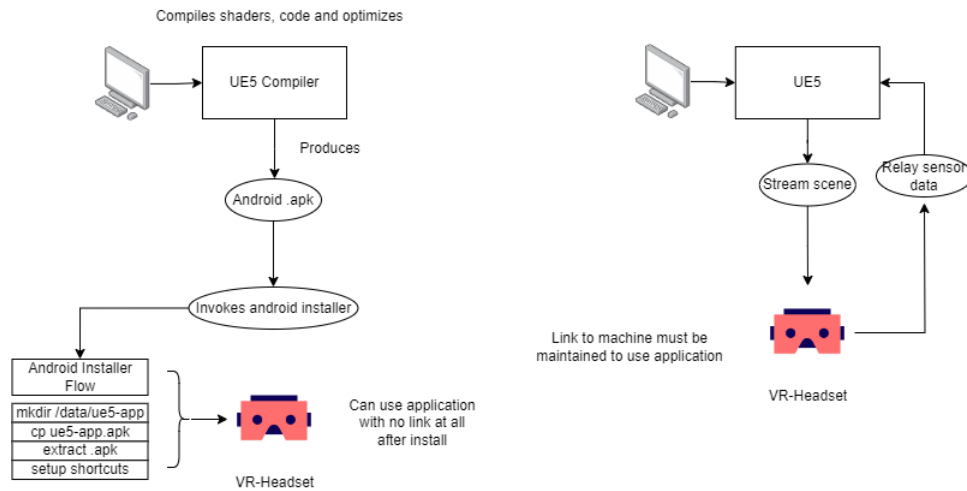 Compiles shaders, code and optimizes
UE5 Compiler
Produces
Android .apk
Invokes android installer
Android Installer
Flow
mkdir /data/ue5-app
cp ue5-app.apk
extract .apk
setup shortcuts
VR-Headset
Can use application
with no link at all
after install
UE5
Stream scene
Relay sensor
data
Link to machine must be
maintained to use application
VR-Headset